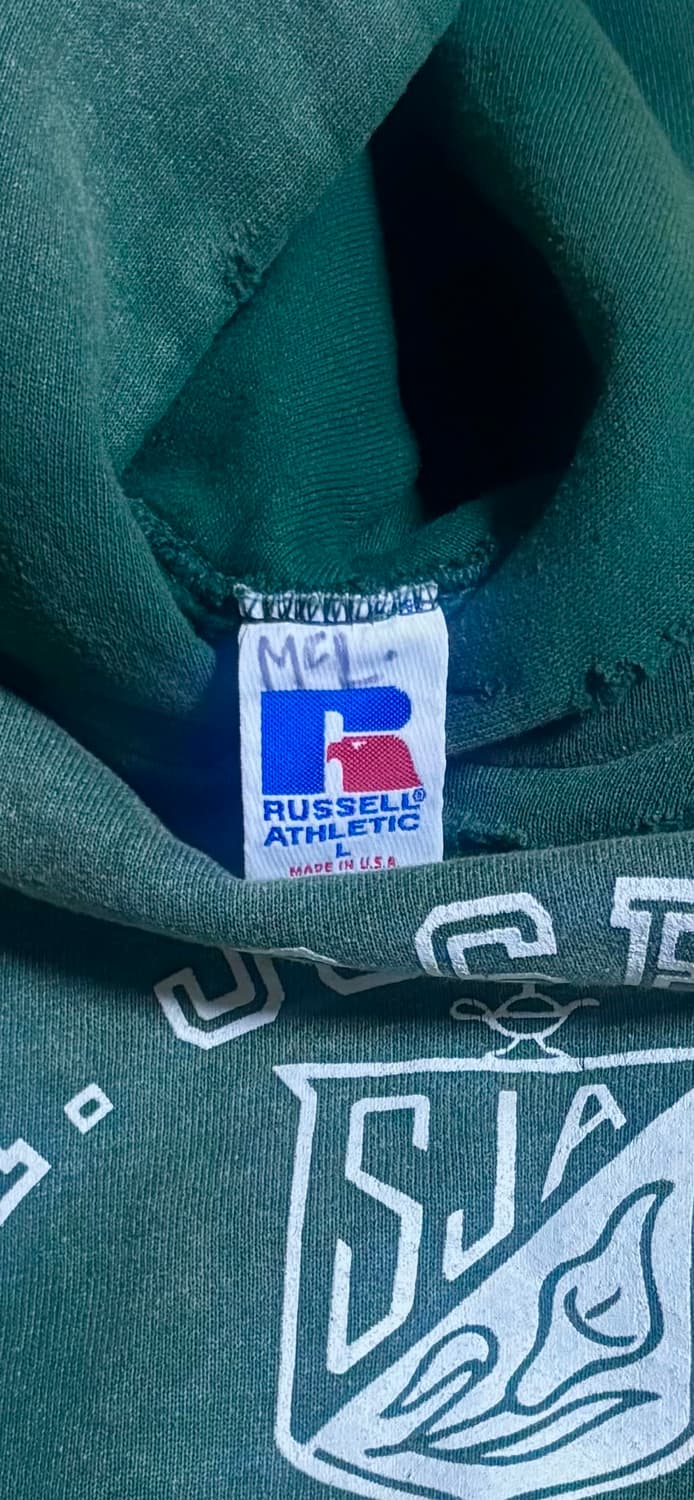 McL.
RUSSELL®
ATHLETIC
L
MADE IN U.S.A
SJA